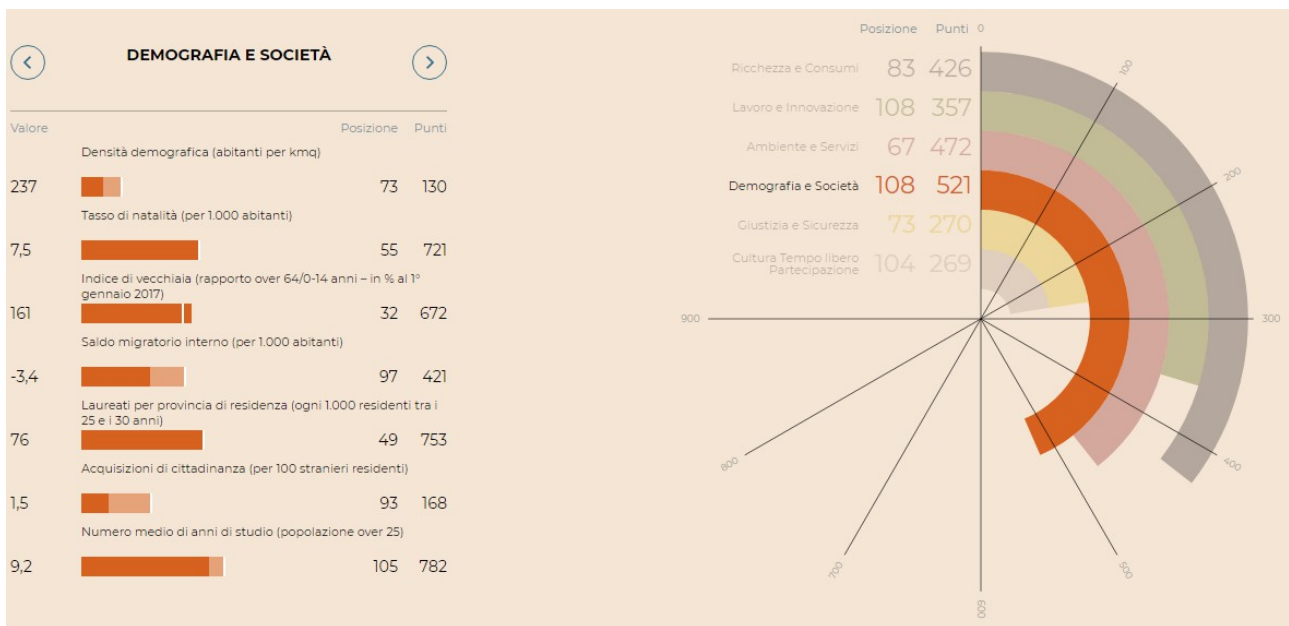 DEMOGRAFIA E SOCIETÀ
Valore Posizione Punti
Densità demografica (abitanti per kmq)
237 73 130
Tasso di natalità (per 1.000 abitanti)
7,5 55 721
Indice di vecchiaia (rapporto over 64/0-14 anni – in % al 1°
gennaio 2017)
161 32 672
Saldo migratorio interno (per 1.000 abitanti)
-3,4 97 421
Laureati per provincia di residenza (ogni 1.000 residenti tra i
25 e i 30 anni)
76 49 753
Acquisizioni di cittadinanza (per 100 stranieri residenti)
1,5 93 168
Numero medio di anni di studio (popolazione over 25)
9,2 105 782
Posizione Punti 0
Ricchezza e Consumi 83 426
Lavoro e Innovazione 108 357
Ambiente e Servizi 67 472
Demografia e Società 108 521
Giustizia e Sicurezza 73 270
Cultura Tempo libero
Partecipazione 104 269
100
200
300
400
500
600
700
800
900